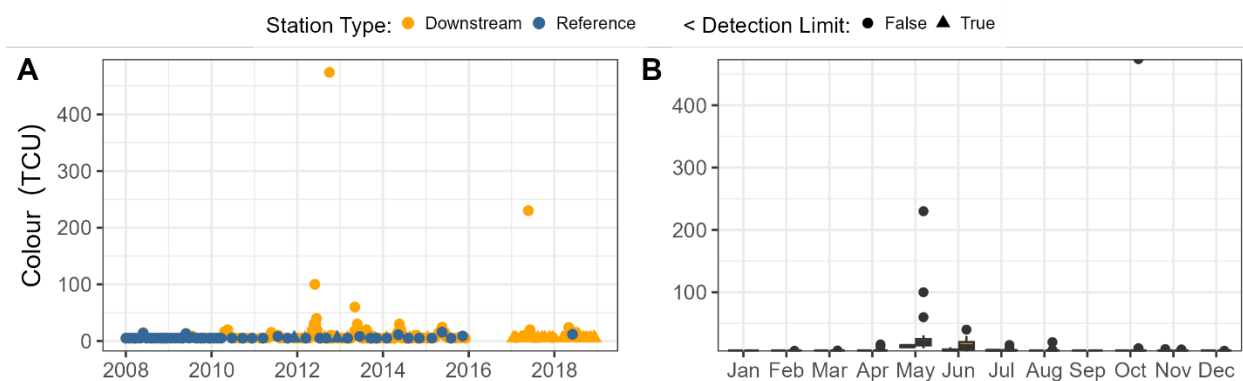 Station Type: Downstream Reference < Detection Limit: False True
A B
Colour (TCU)
400
300
200
100
0
2008 2010 2012 2014 2016 2018
400
300
200
100
Jan Feb Mar Apr May Jun Jul Aug Sep Oct Nov Dec